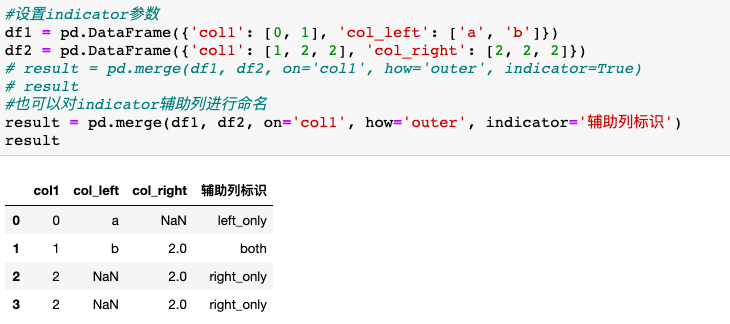 #设置indicator参数
df1 = pd.DataFrame({'col1': [0, 1], 'col_left': ['a', 'b']})
df2 = pd.DataFrame({'col1': [1, 2, 2], 'col_right': [2, 2, 2]})
# result = pd.merge(df1, df2, on='col1', how='outer', indicator=True)
# result
#也可以对indicator辅助列进行命名
result = pd.merge(df1, df2, on='col1', how='outer', indicator='辅助列标识')
result
col1 col_left col_right 辅助列标识
0 0 a NaN left_only
1 1 b 2.0 both
2 2 NaN 2.0 right_only
3 2 NaN 2.0 right_only